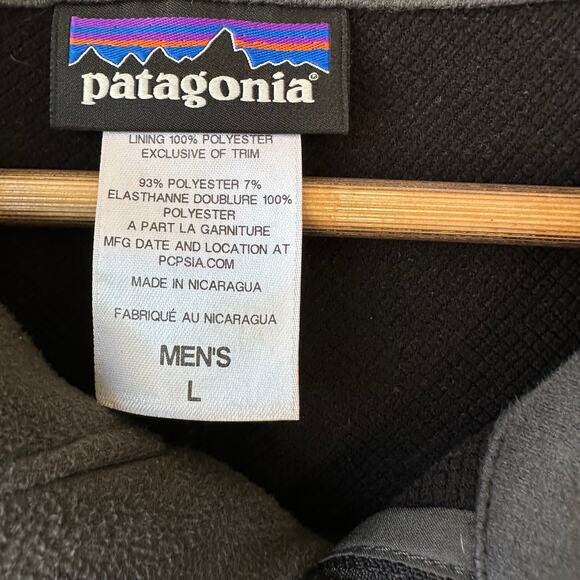 patagonia®
LINING 100% POLYESTER
EXCLUSIVE OF TRIM
93% POLYESTER 7%
ELASTHANNE DOUBLURE 100%
POLYESTER
A PART LA GARNITURE
MFG DATE AND LOCATION AT
PCPSIA.COM
MADE IN NICARAGUA
FABRIQUÉ AU NICARAGUA
MEN'S
L